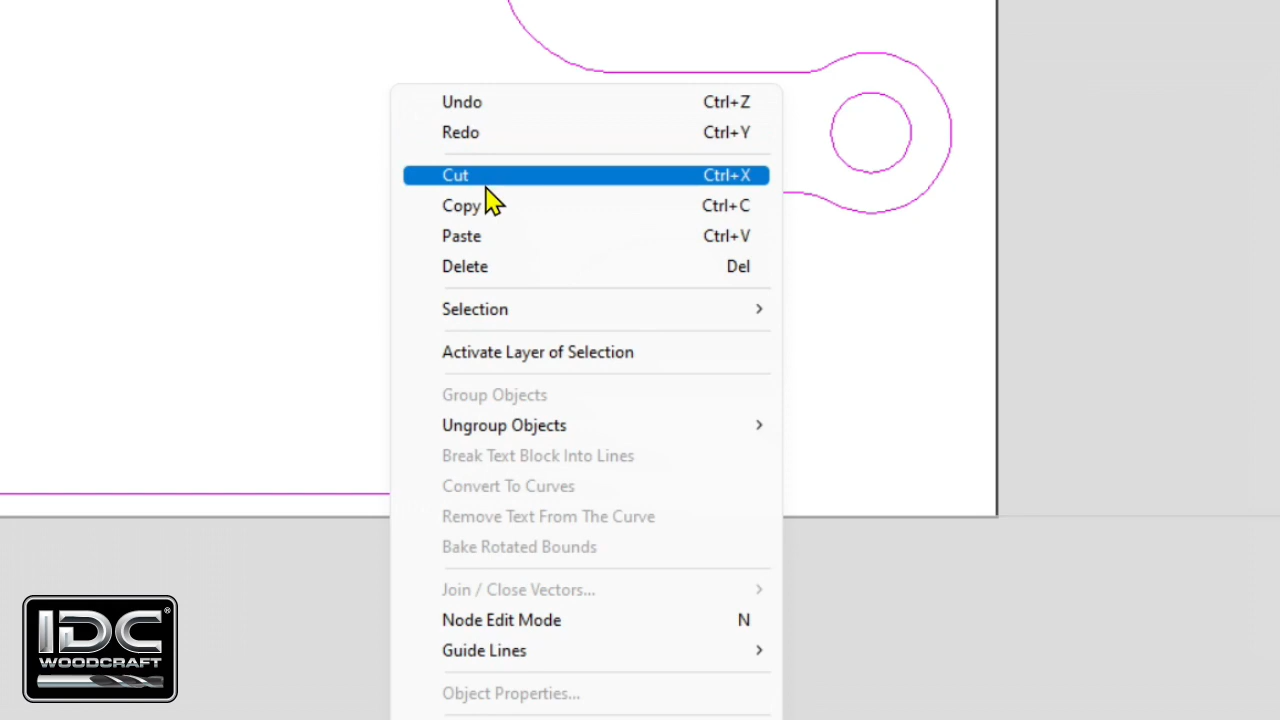 Undo Ctrl+Z
Redo Ctrl+Y
Cut Ctrl+X
Copy Ctrl+C
Paste Ctrl+V
Delete Del
Selection
Activate Layer of Selection
Group Objects
Ungroup Objects
Break Text Block Into Lines
Convert To Curves
Remove Text From The Curve
Bake Rotated Bounds
Join / Close Vectors...
Node Edit Mode N
Guide Lines
Object Properties...
IDC®
WOODCRAFT